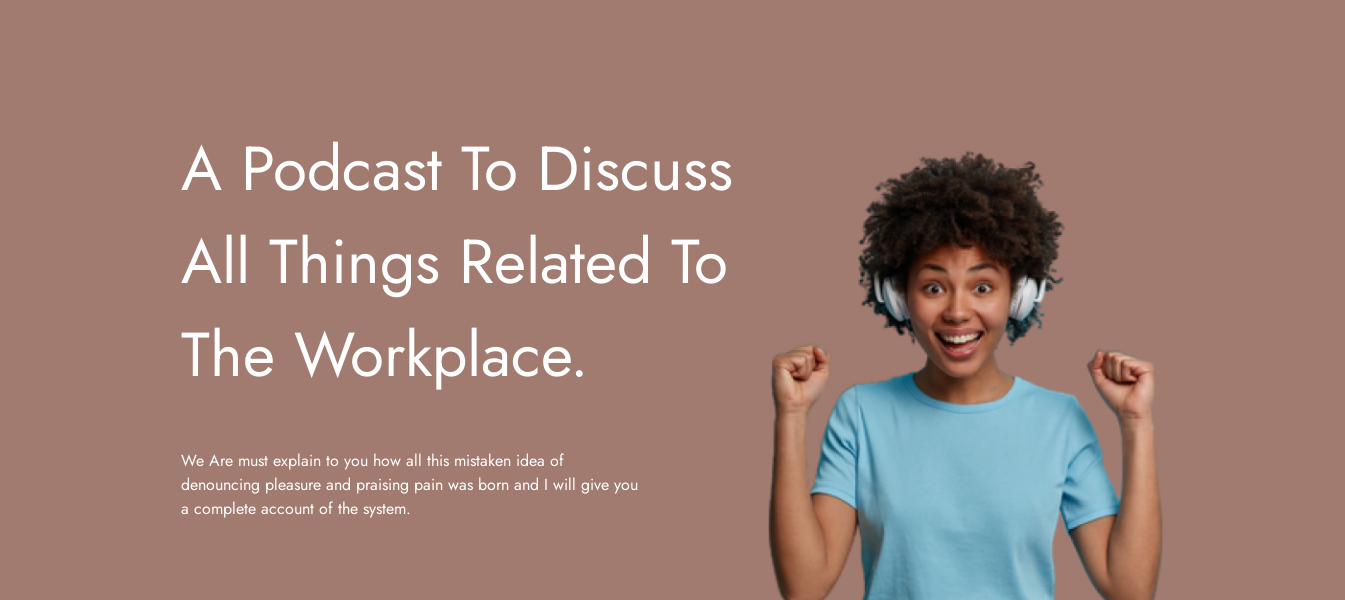 A Podcast To Discuss
All Things Related To
The Workplace.
We Are must explain to you how all this mistaken idea of
denouncing pleasure and praising pain was born and I will give you
a complete account of the system.